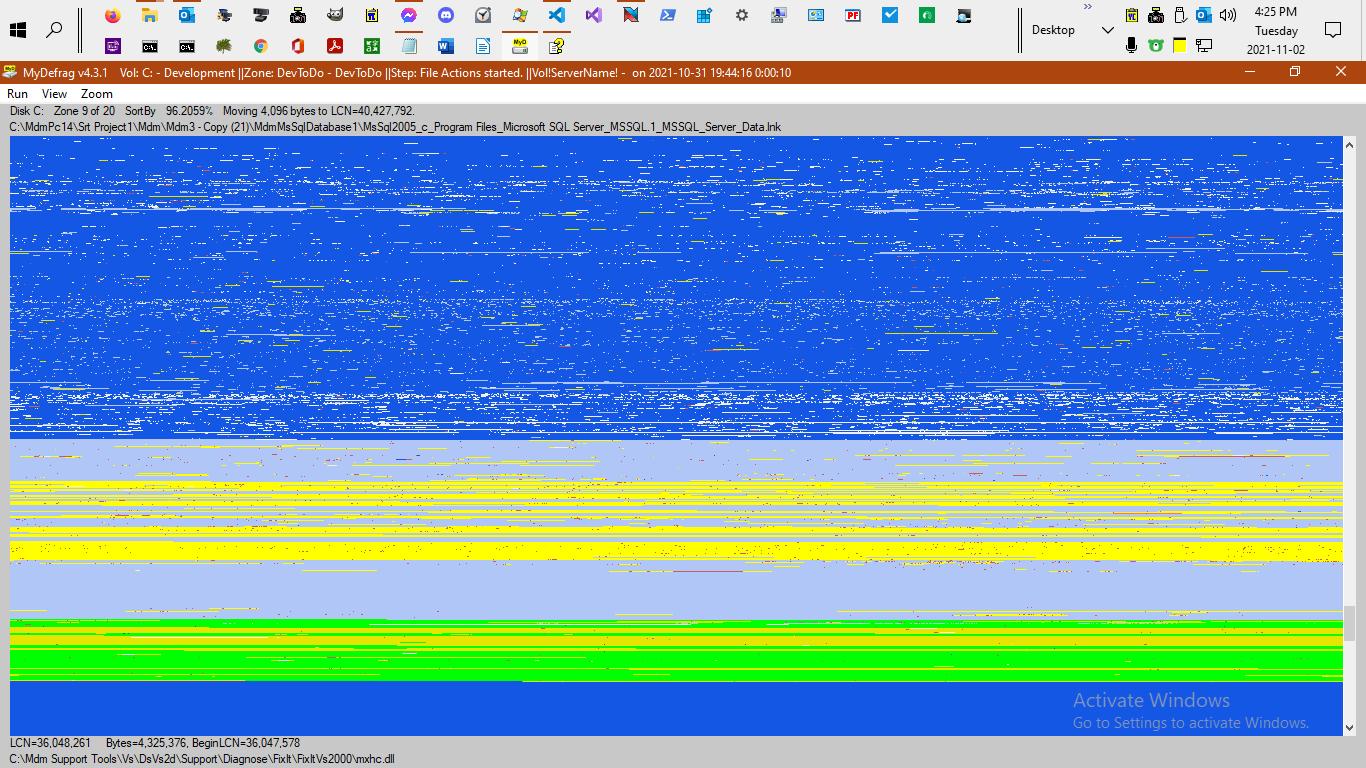 4:25 PM
Desktop
Tuesday
2021-11-02
MyDefrag v4.3.1 Vol: C: - Development ||Zone: DevToDo - DevToDo ||Step: File Actions started. ||Vol!ServerName! - on 2021-10-31 19:44:16 0:00:10
Run View Zoom
Disk C: Zone 9 of 20 SortBy 96.2059% Moving 4,096 bytes to LCN=40,427,792.
C:\MdmPc14\Srt Project1\Mdm\Mdm3 - Copy (21)\MdmMsSqlDatabase1\MsSql2005_c_Program Files_Microsoft SQL Server_MSSQL.1_MSSQL_Server_Data.lnk
Activate Windows
Go to Settings to activate Windows.
LCN=36,048,261 Bytes=4,325,376, BeginLCN=36,047,578
C:\Mdm Support Tools\Vs\DsVs2d\Support\Diagnose\FixIt\FixItVs2000\mxhc.dll